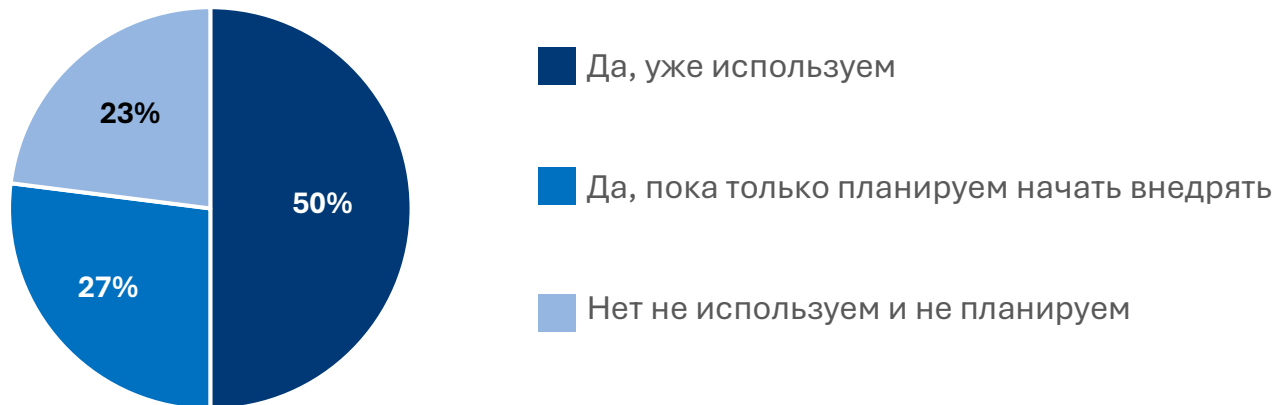 23%
50%
27%
Да, уже используем
Да, пока только планируем начать внедрять
Нет не используем и не планируем